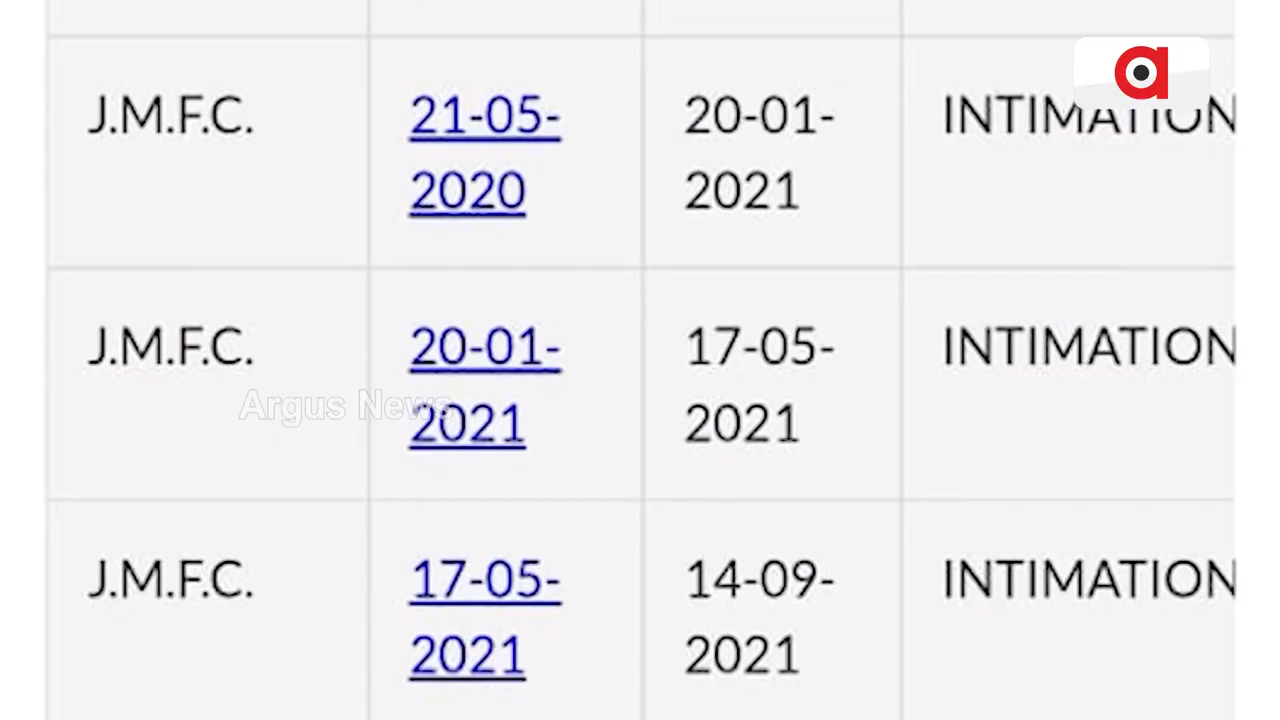 J.M.F.C. 21-05- 20-01- INTIMATION
2020 2021
J.M.F.C. 20-01- 17-05- INTIMATION
Argus News
2021 2021
J.M.F.C. 17-05- 14-09- INTIMATION
2021 2021